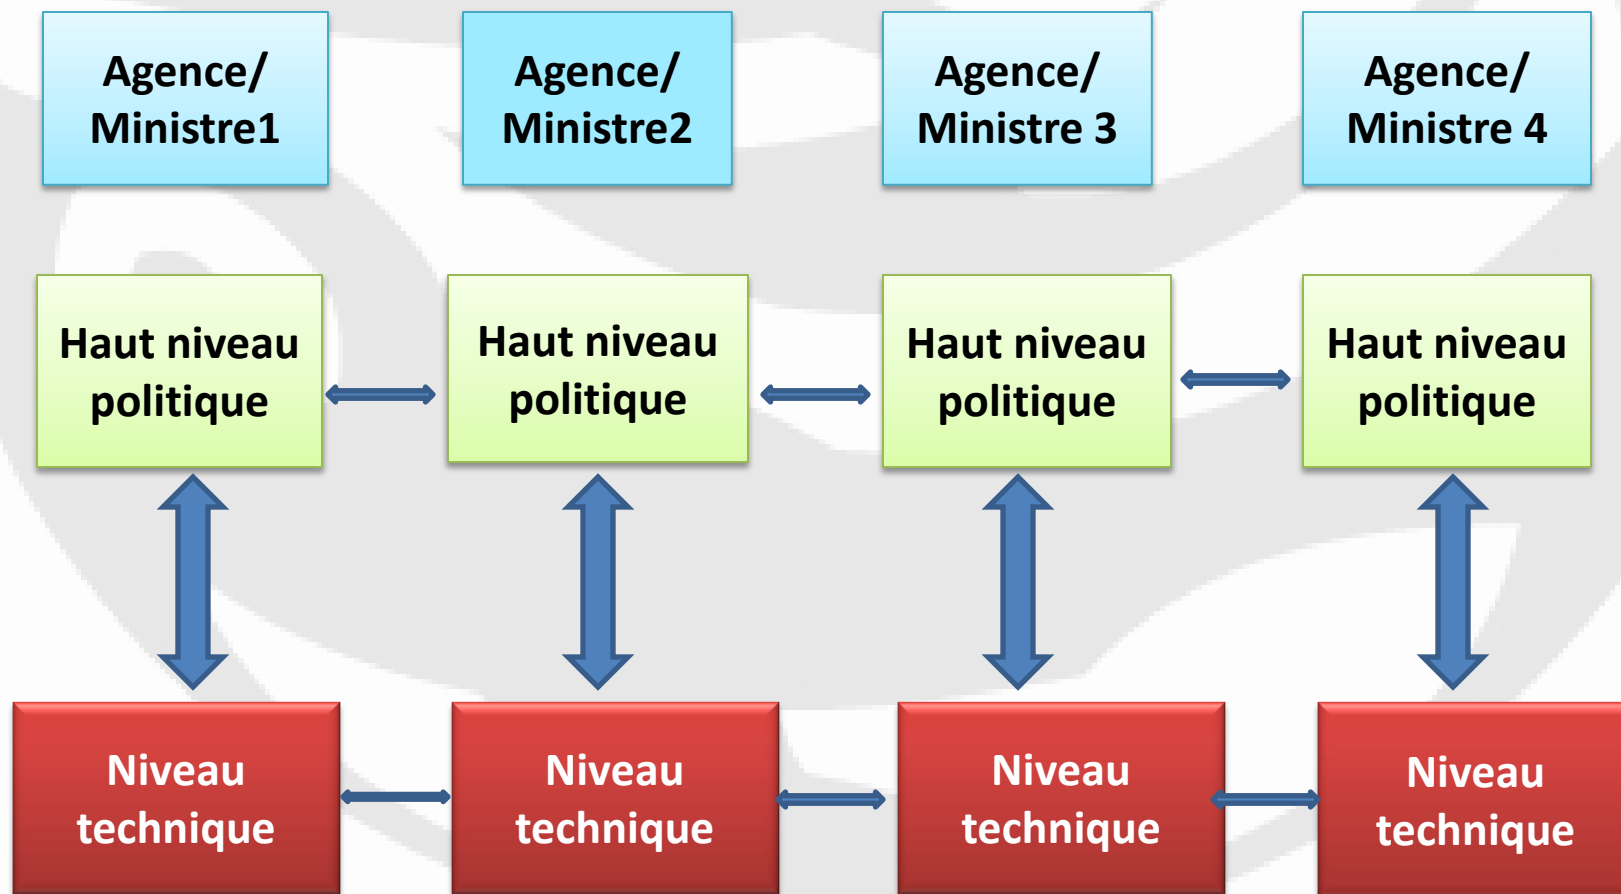 Agence/
Ministre1
Agence/
Ministre2
Agence/
Ministre 3
Agence/
Ministre 4
Haut niveau
politique
Haut niveau
politique
Haut niveau
politique
Haut niveau
politique
Niveau
technique
Niveau
technique
Niveau
technique
Niveau
technique